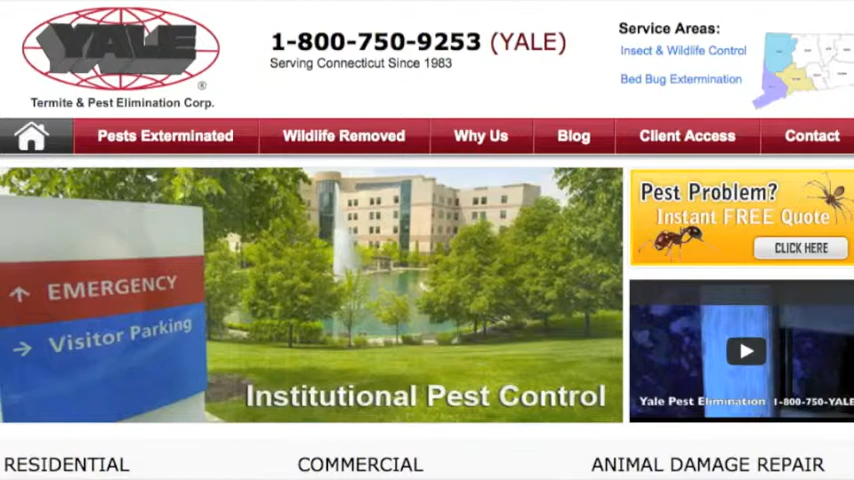 YALE
®
Termite & Pest Elimination Corp.
1-800-750-9253 (YALE)
Serving Connecticut Since 1983
Service Areas:
Insect & Wildlife Control
Bed Bug Extermination
Pests Exterminated
Wildlife Removed
Why Us
Blog
Client Access
Contact
EMERGENCY
Visitor Parking
Institutional Pest Control
Pest Problem?
Instant FREE Quote
CLICK HERE
Yale Pest Elimination 1-800-750-YALE
RESIDENTIAL
COMMERCIAL
ANIMAL DAMAGE REPAIR